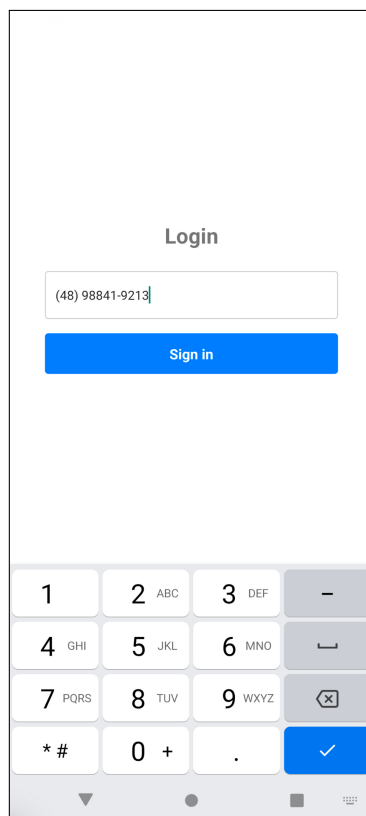 Login
(48) 98841-9213
Sign in
1 2 ABC 3 DEF –
4 GHI 5 JKL 6 MNO
7 PQRS 8 TUV 9 WXYZ
* # 0 + .